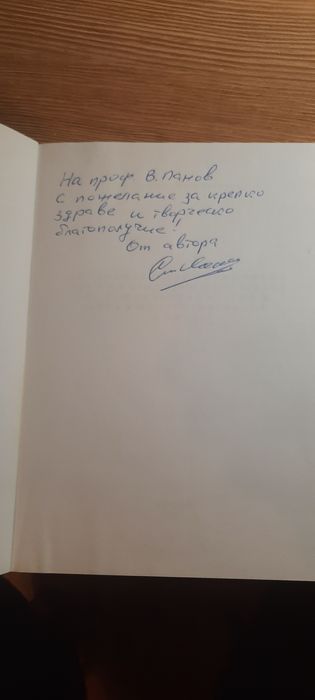 На проф. В. Панов
с пожелание за крепко
здраве и творческо
благополучие!
От автора